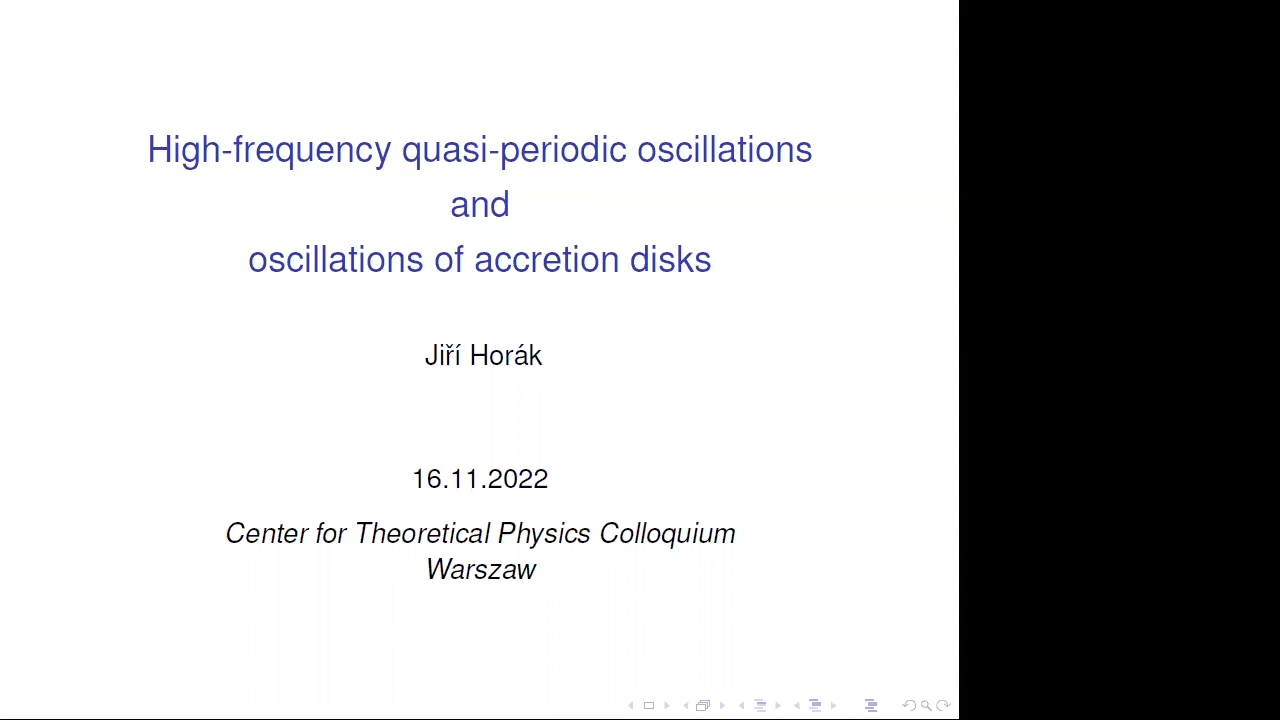 High-frequency quasi-periodic oscillations
and
oscillations of accretion disks
Jiří Horák
16.11.2022
Center for Theoretical Physics Colloquium
Warszaw